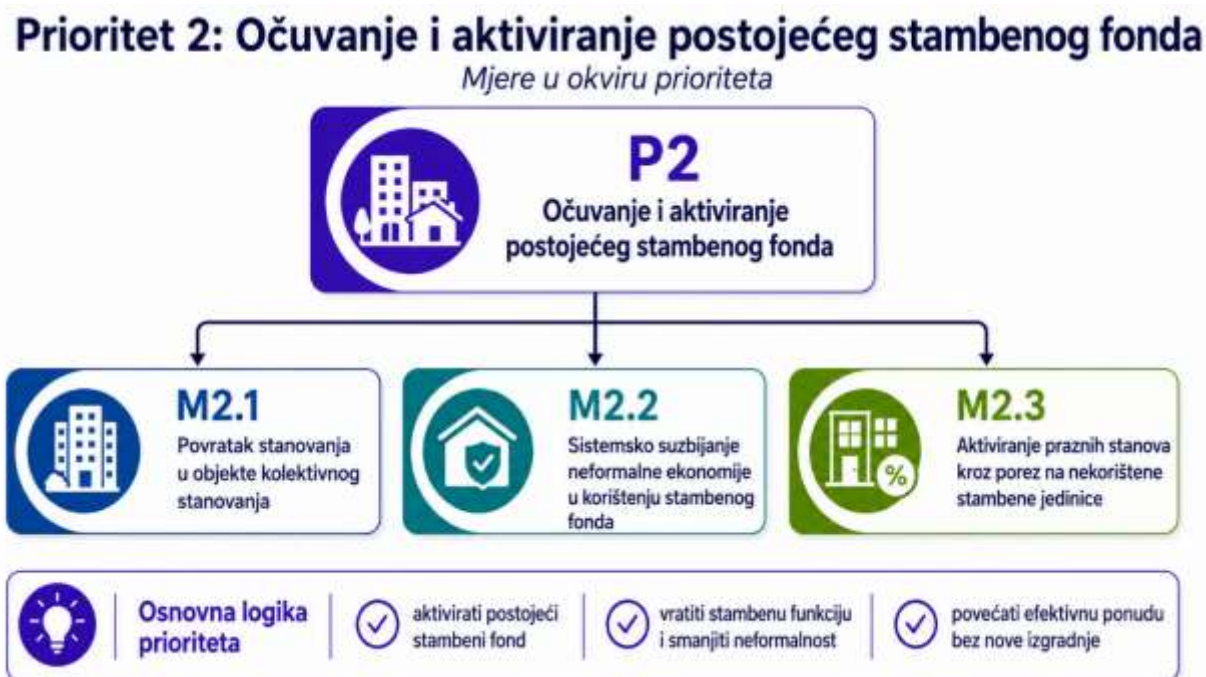 Prioritet 2: Očuvanje i aktiviranje postojećeg stambenog fonda
Mjere u okviru prioriteta
P2
Očuvanje i aktiviranje
postojećeg stambenog fonda
M2.1
Povratak stanovanja
u objekte kolektivnog
stanovanja
M2.2
Sistemsko suzbijanje
neformalne ekonomije
u korištenju stambenog
fonda
M2.3
Aktiviranje praznih stanova
kroz porez na nekorištene
stambene jedinice
%
Osnovna logika
prioriteta
aktivirati postojeći
stambeni fond
vratiti stambenu funkciju
i smanjiti neformalnost
povećati efektivnu ponudu
bez nove izgradnje